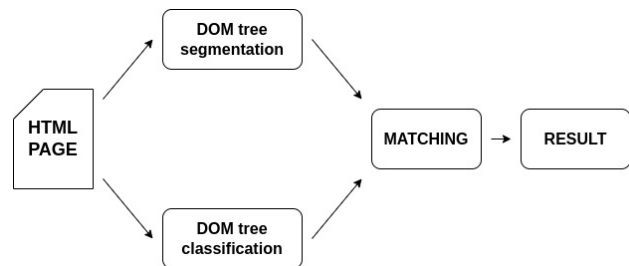 DOM tree
segmentation
HTML
PAGE
MATCHING
RESULT
DOM tree
classification